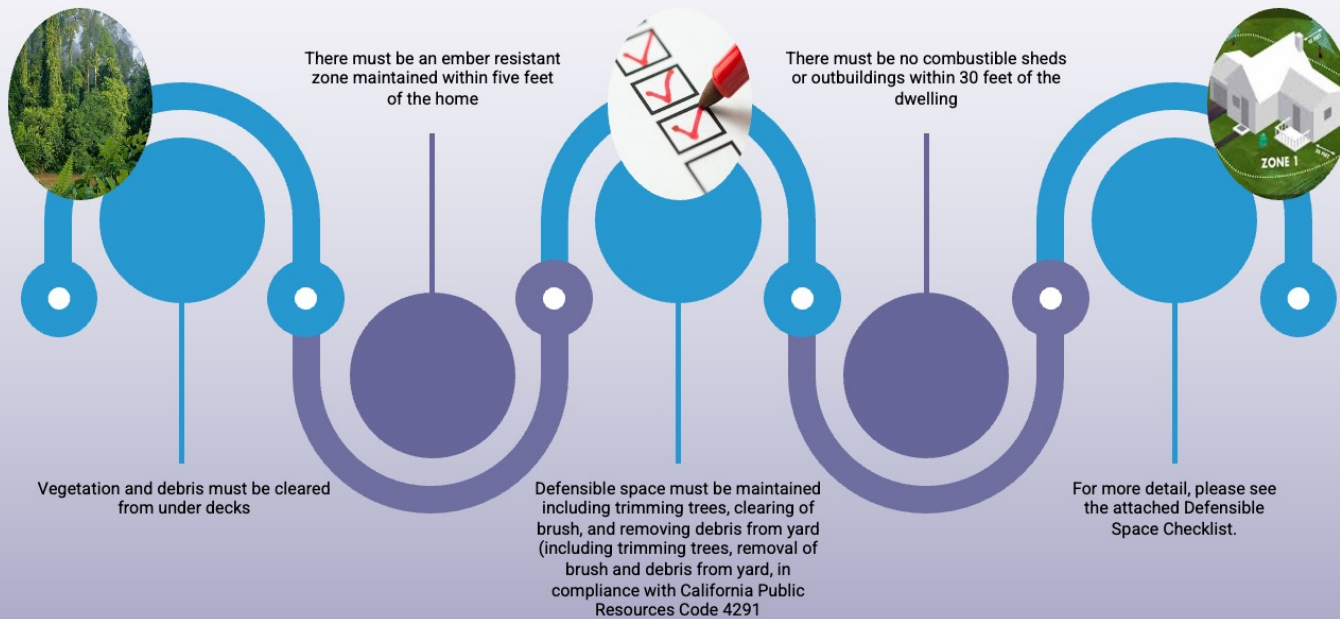 There must be an ember resistant
zone maintained within five feet
of the home
There must be no combustible sheds
or outbuildings within 30 feet of the
dwelling
ZONE 1
Vegetation and debris must be cleared
from under decks
Defensible space must be maintained
including trimming trees, clearing of
brush, and removing debris from yard
(including trimming trees, removal of
brush and debris from yard, in
compliance with California Public
Resources Code 4291
For more detail, please see
the attached Defensible
Space Checklist.